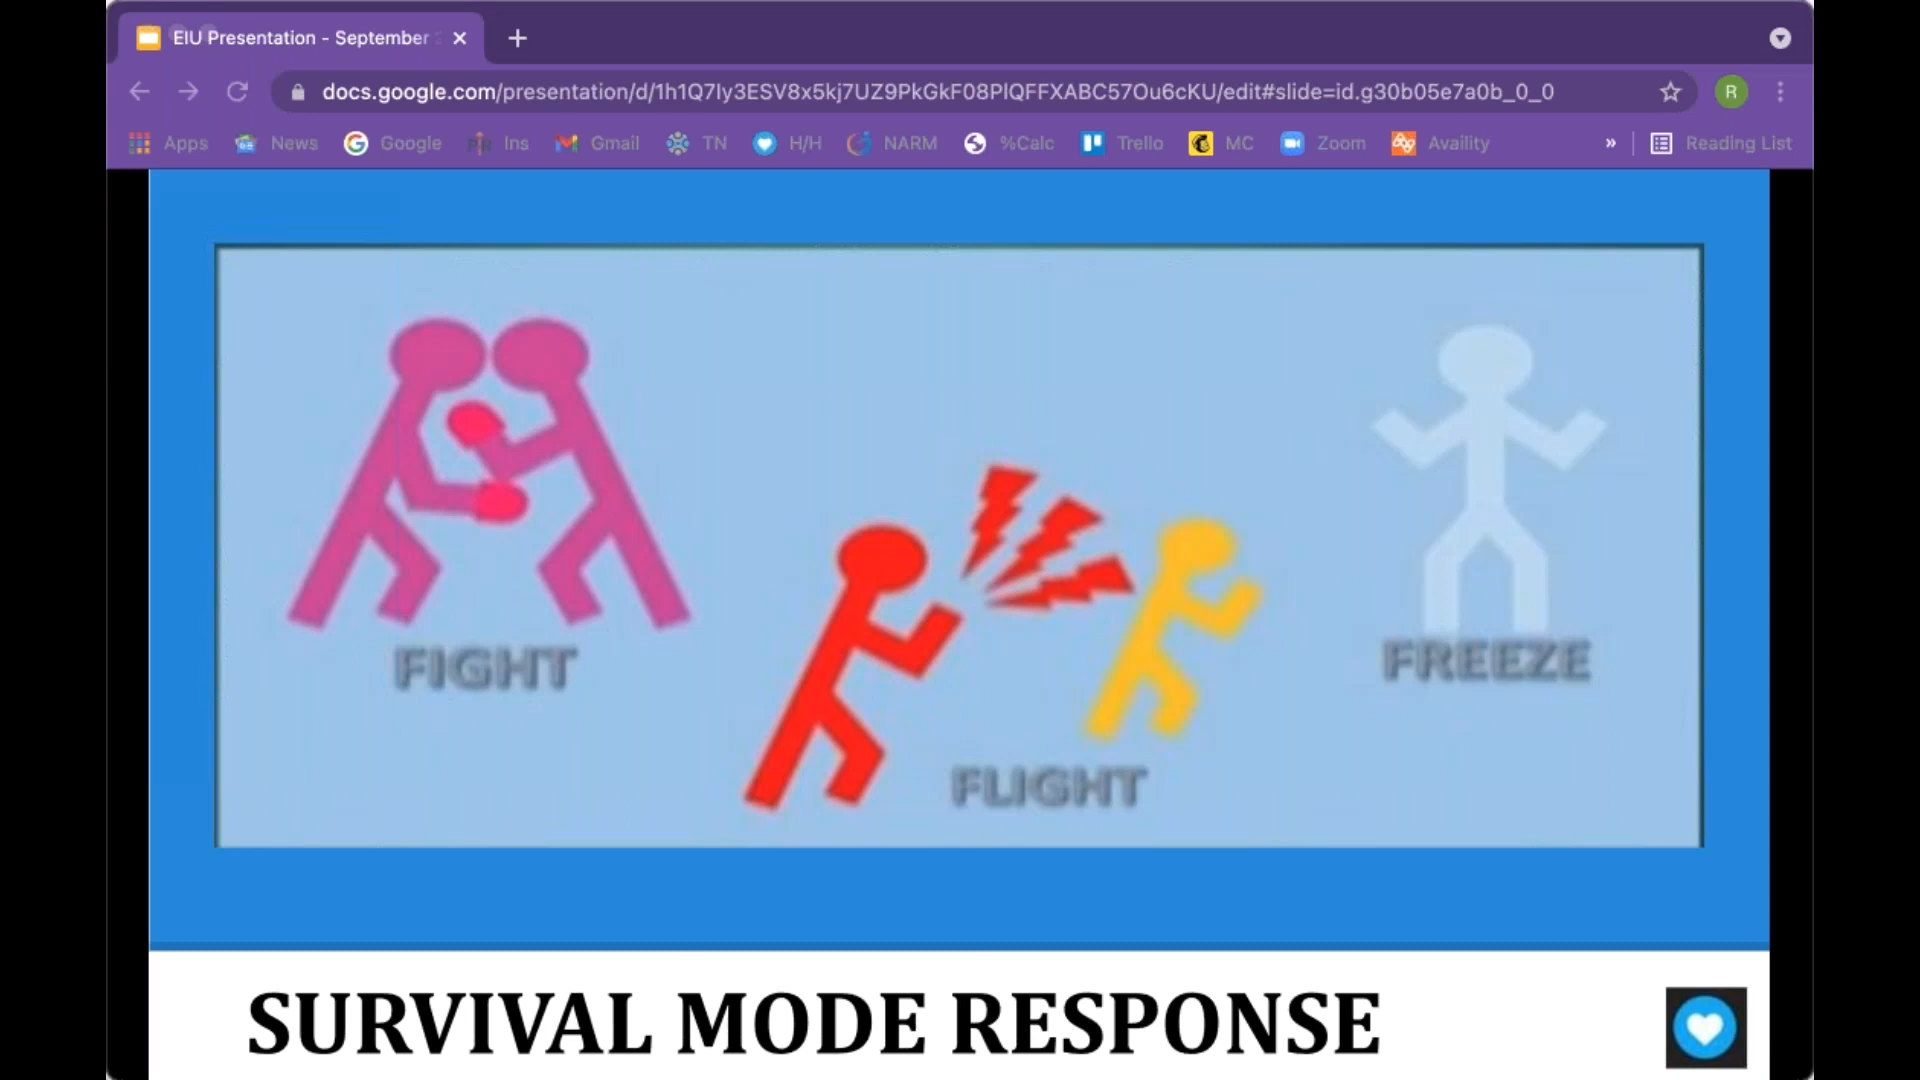 EIU Presentation - September
docs.google.com/presentation/d/1h1Q7Iy3ESV8x5kj7UZ9PkGkF08PlQFFXABC57Ou6cKU/edit#slide=id.g30b05e7a0b_0_0
R
Apps News Google Ins Gmail TN H/H NARM %Calc Trello MC Zoom Availity » Reading List
FIGHT
FREEZE
FLIGHT
SURVIVAL MODE RESPONSE